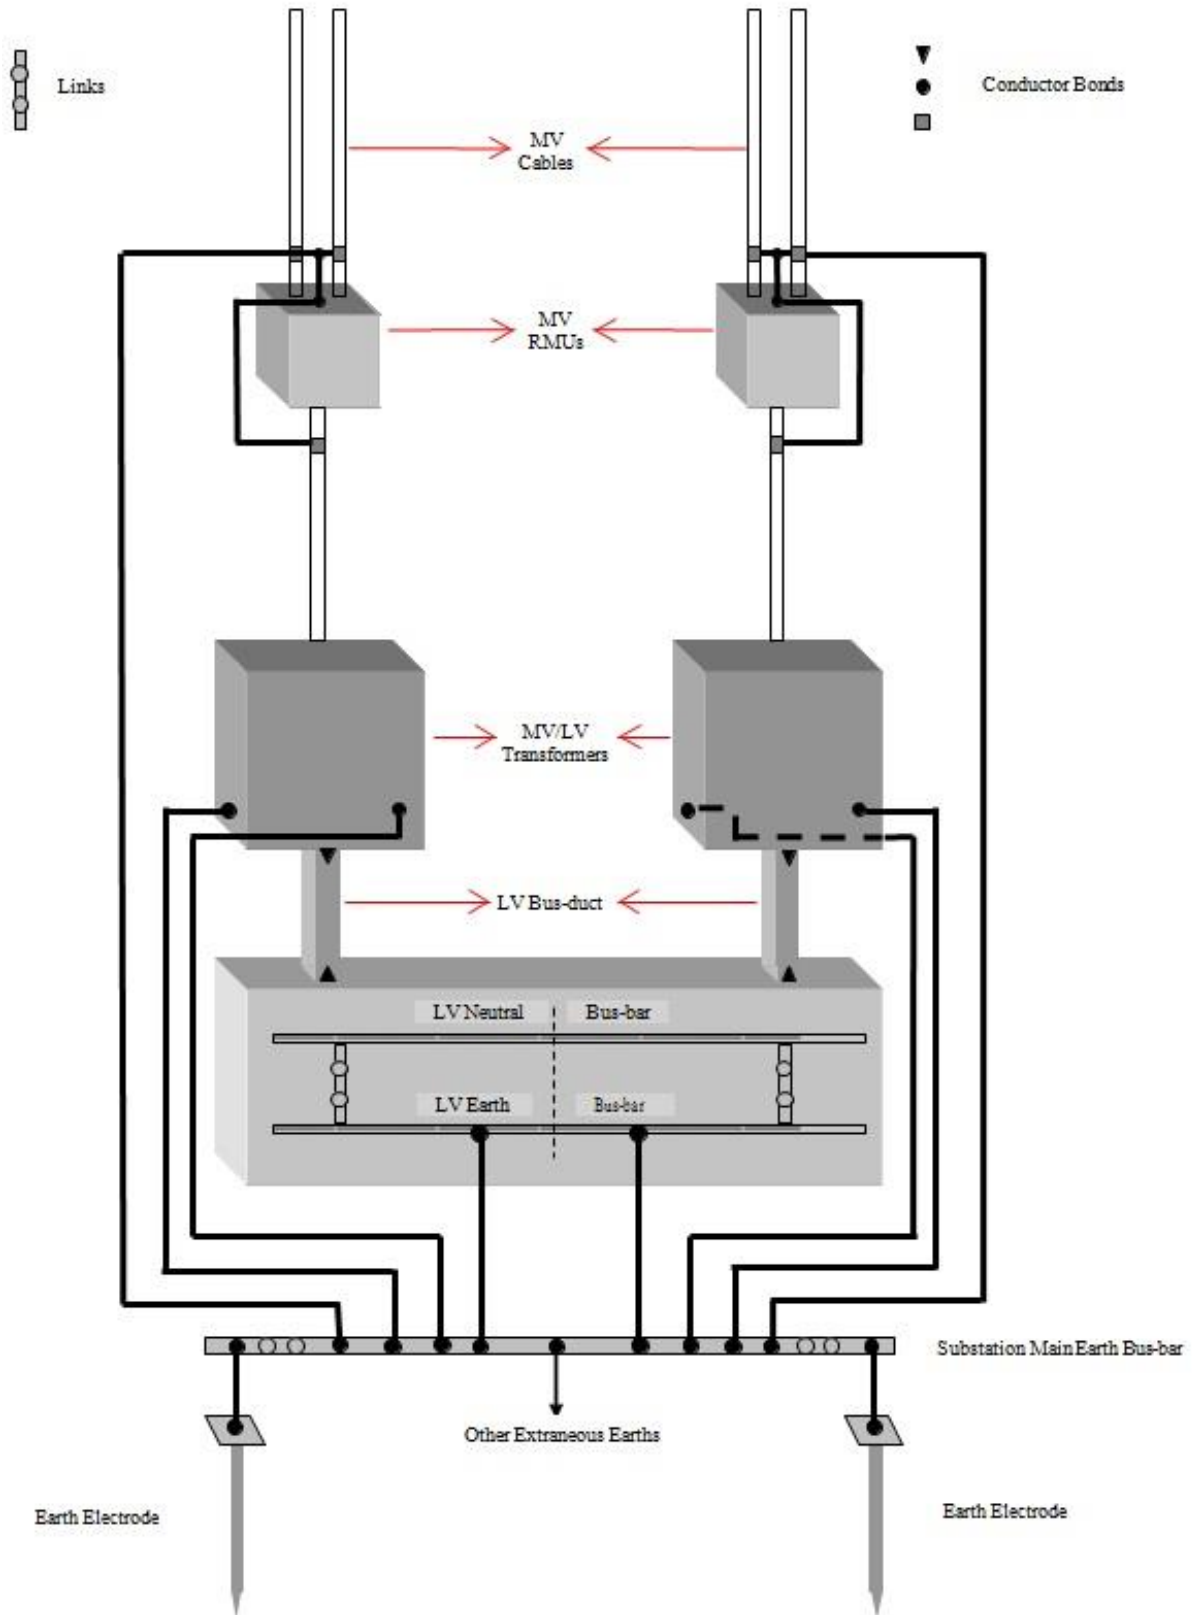 Links
Conductor Bonds
MV
Cables
MV
RMUs
MV/LV
Transformers
LV Bus-duct
LV Neutral
Bus-bar
LV Earth
Bus-bar
Substation Main Earth Bus-bar
Other Extraneous Earths
Earth Electrode
Earth Electrode